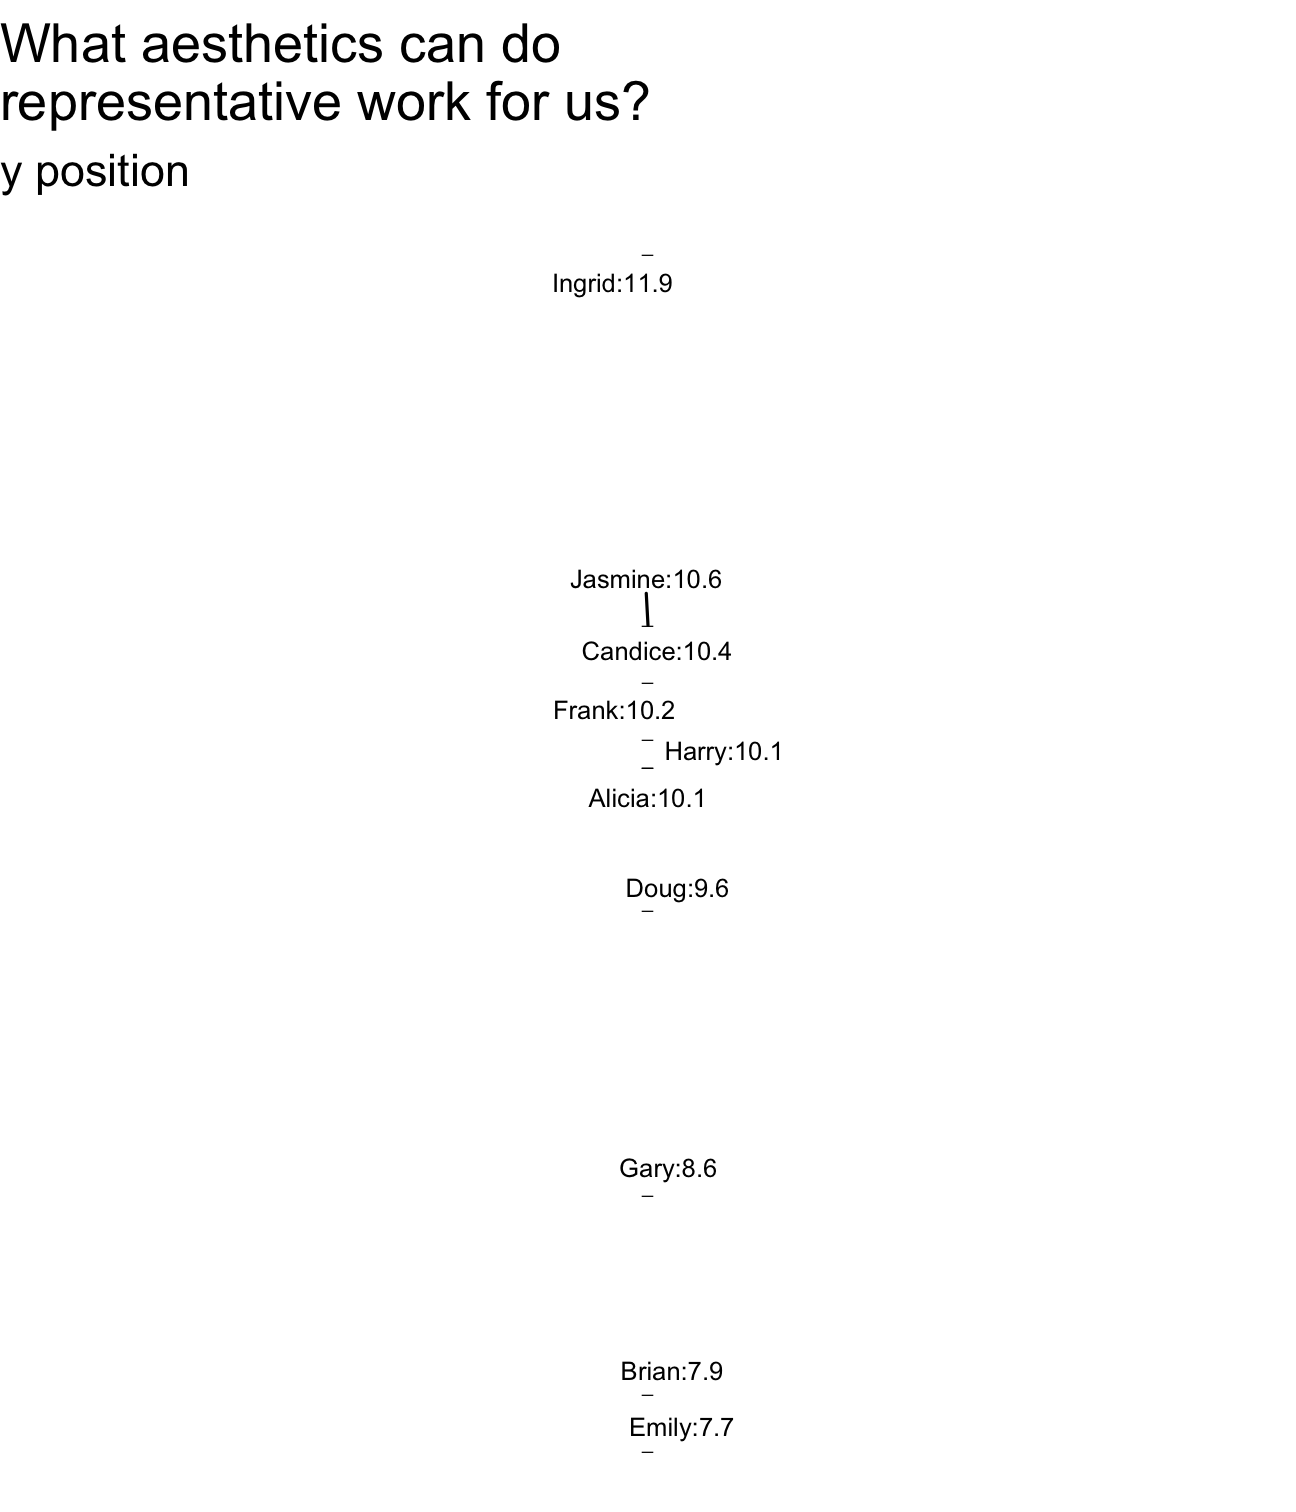 What aesthetics can do
representative work for us?
y position
Ingrid:11.9
Jasmine:10.6
Candice:10.4
Frank:10.2
Harry:10.1
Alicia:10.1
Doug:9.6
Gary:8.6
Brian:7.9
Emily:7.7